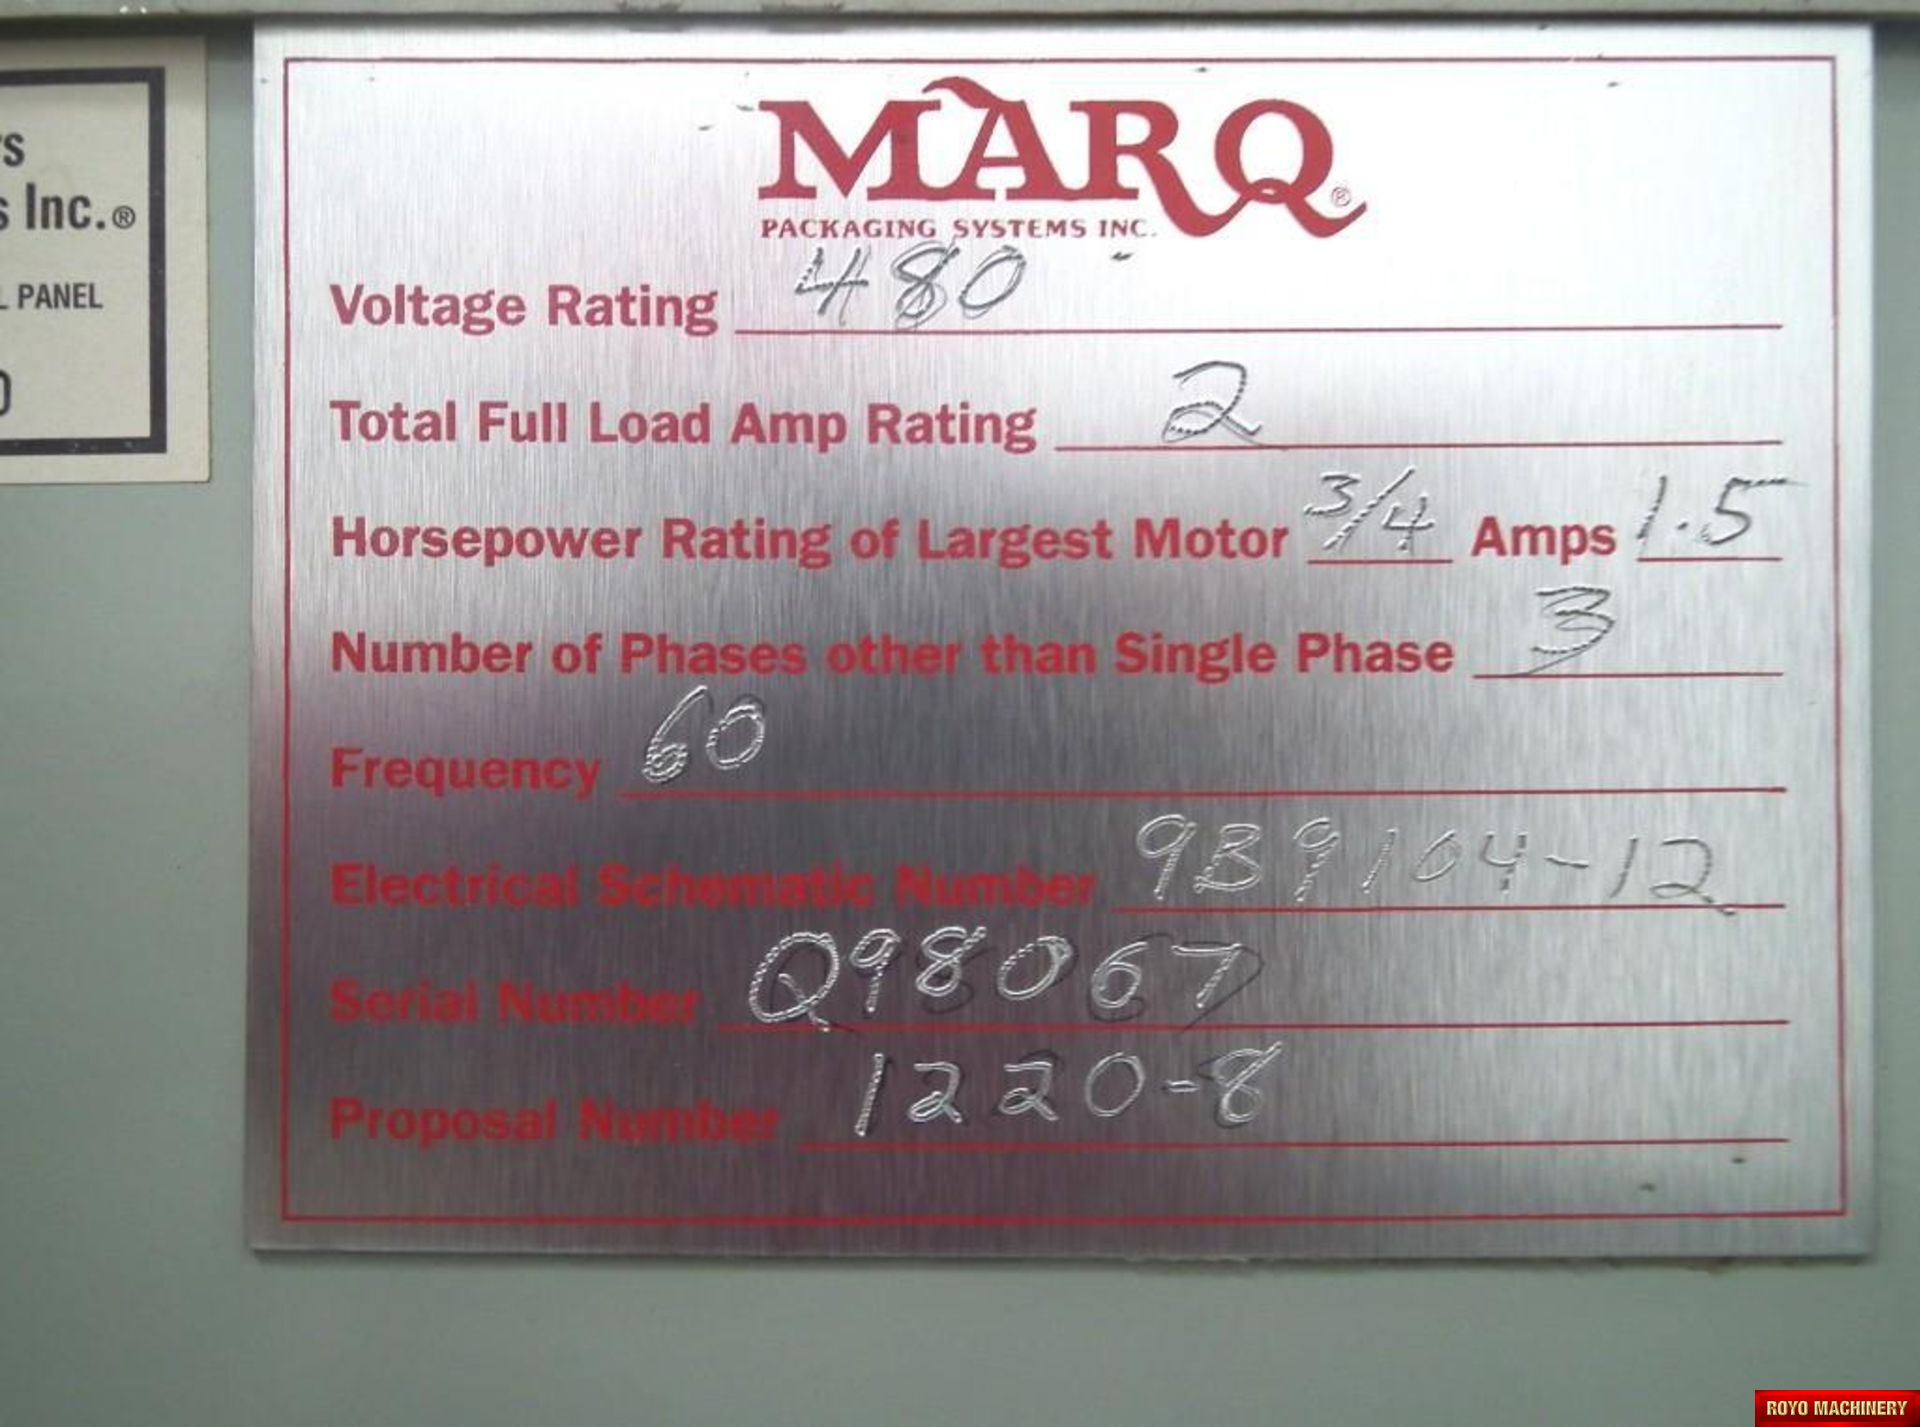 s
s Inc.®
L PANEL
MARQ®
PACKAGING SYSTEMS INC.
Voltage Rating 480
Total Full Load Amp Rating 2
Horsepower Rating of Largest Motor 3/4 Amps 1.5
Number of Phases other than Single Phase 3
Frequency 60
Electrical Schematic Number 9B9104-12
Serial Number Q98067
Proposal Number 1220-8
ROYO MACHINERY